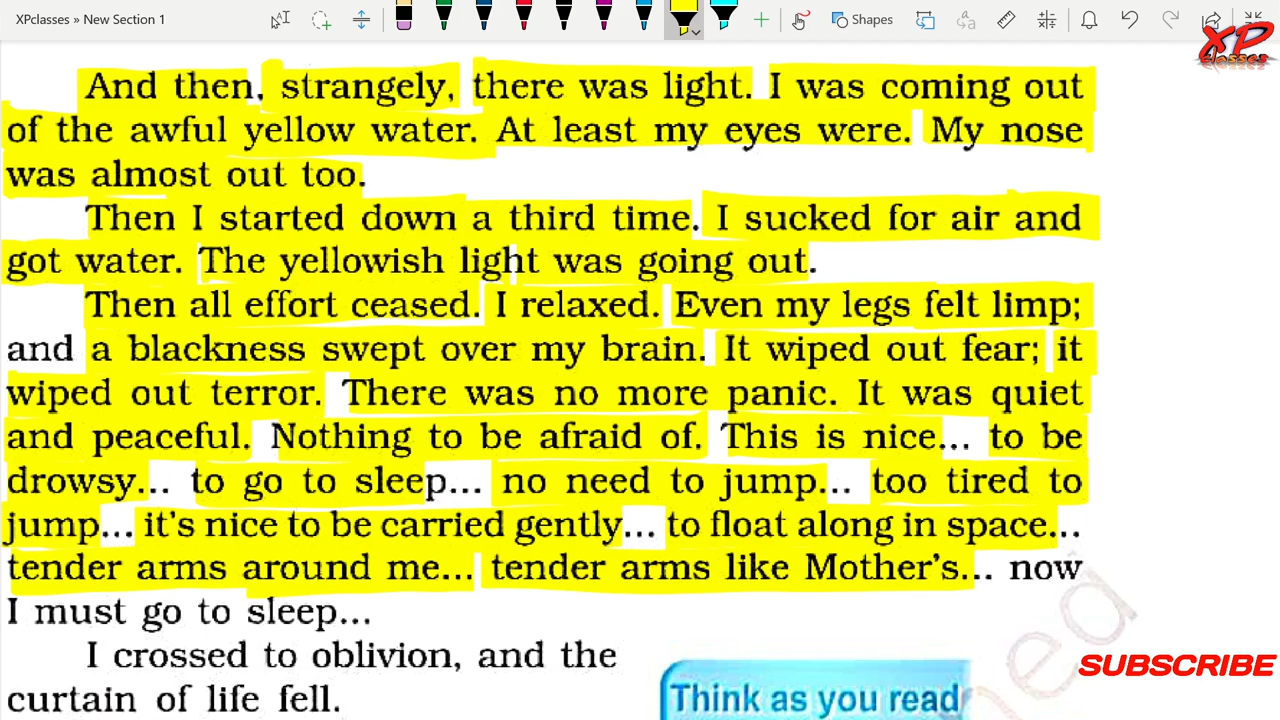 XPclasses » New Section 1
Shapes
XP
Classes
And then, strangely, there was light. I was coming out
of the awful yellow water. At least my eyes were. My nose
was almost out too.
Then I started down a third time. I sucked for air and
got water. The yellowish light was going out.
Then all effort ceased. I relaxed. Even my legs felt limp;
and a blackness swept over my brain. It wiped out fear; it
wiped out terror. There was no more panic. It was quiet
and peaceful. Nothing to be afraid of. This is nice... to be
drowsy... to go to sleep... no need to jump... too tired to
jump... it's nice to be carried gently... to float along in space...
tender arms around me... tender arms like Mother's... now
I must go to sleep...
I crossed to oblivion, and the
curtain of life fell.
Think as you read
SUBSCRIBE